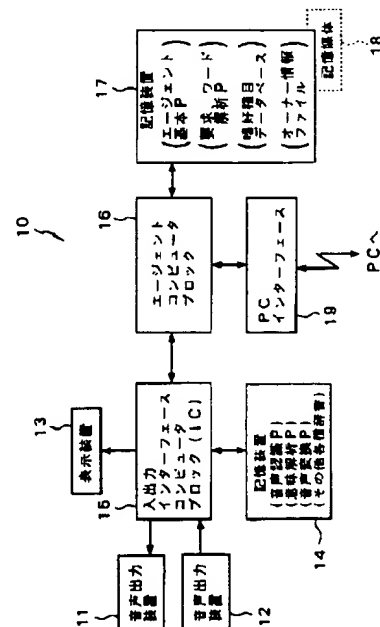 10
11
音声出力
装置
音声出力
装置
12
13
表示装置
15
入出力
インターフェース
コンピュータ
ブロック(IC)
記憶装置
(音声認識P)
(意味解析P)
(音声変換P)
(その他各種辞書)
14
16
エージェント
コンピュータ
ブロック
PC
インターフェース
19
PCへ
17
記憶装置
(エージェント
基本P)
(要求 ワード
解析P)
(嗜好種目
データベース)
(オーナー情報
ファイル)
記憶媒体
18